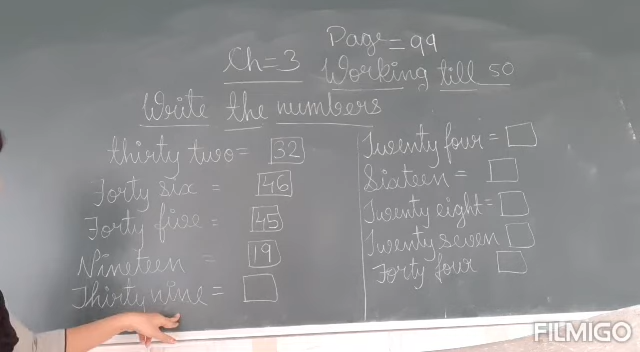 Page = 99
Ch=3 Working till 50
Write the numbers
thirty two = 32
Forty six = 46
Forty five = 45
Nineteen = 19
Thirty nine =
Twenty four =
Sixteen =
Twenty eight =
Twenty seven
Forty four
FILMIGO